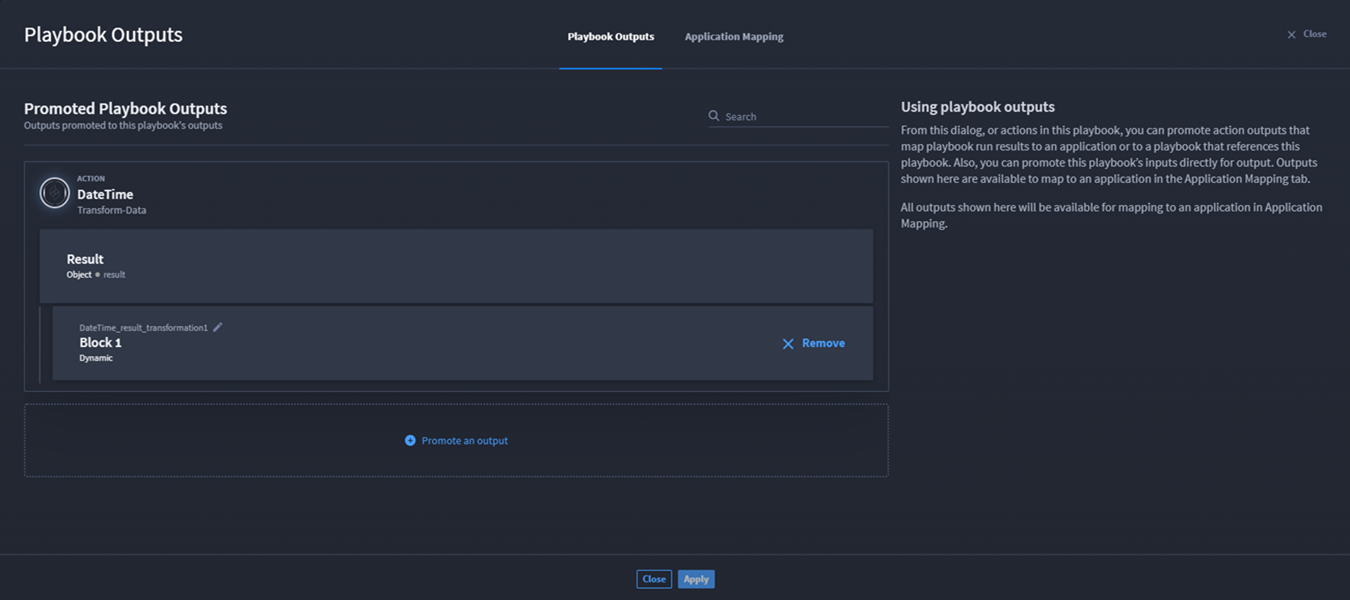 Playbook Outputs
Playbook Outputs
Application Mapping
Close
Promoted Playbook Outputs
Outputs promoted to this playbook's outputs
Search
ACTION
DateTime
Transform-Data
Result
Object • result
DateTime_result_transformation1
Block 1
Dynamic
Remove
Promote an output
Using playbook outputs
From this dialog, or actions in this playbook, you can promote action outputs that
map playbook run results to an application or to a playbook that references this
playbook. Also, you can promote this playbook's inputs directly for output. Outputs
shown here are available to map to an application in the Application Mapping tab.
All outputs shown here will be available for mapping to an application in Application
Mapping.
Close
Apply